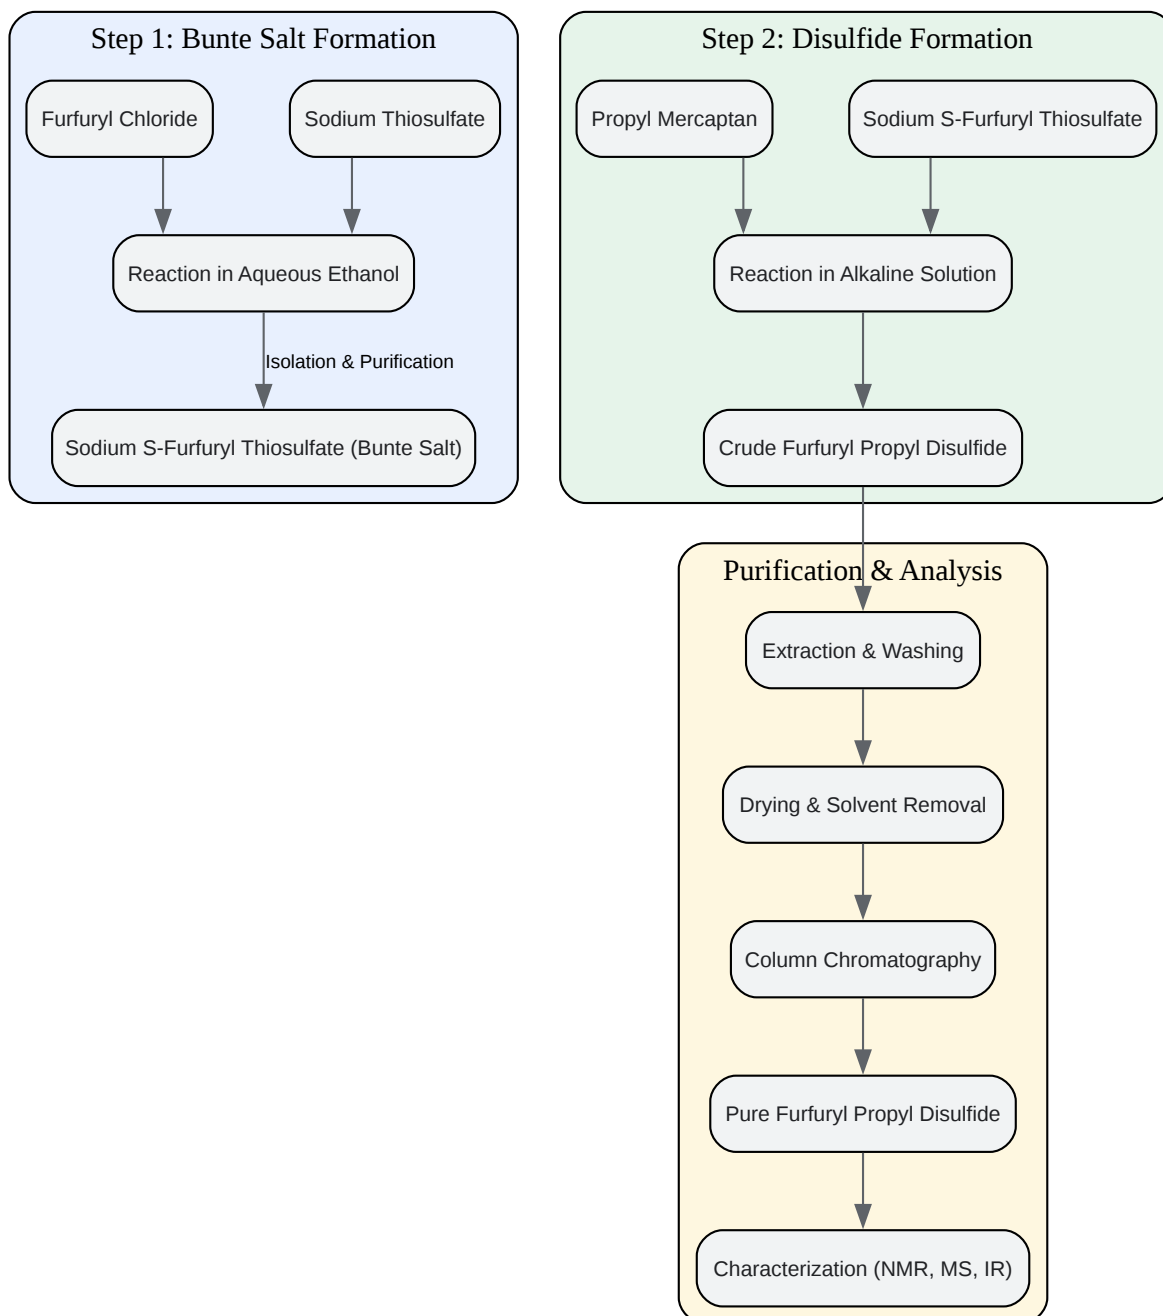 Step 1: Bunte Salt Formation
Furfuryl Chloride
Sodium Thiosulfate
Reaction in Aqueous Ethanol
Isolation & Purification
Sodium S-Furfuryl Thiosulfate (Bunte Salt)
Step 2: Disulfide Formation
Propyl Mercaptan
Sodium S-Furfuryl Thiosulfate
Reaction in Alkaline Solution
Crude Furfuryl Propyl Disulfide
Purification & Analysis
Extraction & Washing
Drying & Solvent Removal
Column Chromatography
Pure Furfuryl Propyl Disulfide
Characterization (NMR, MS, IR)